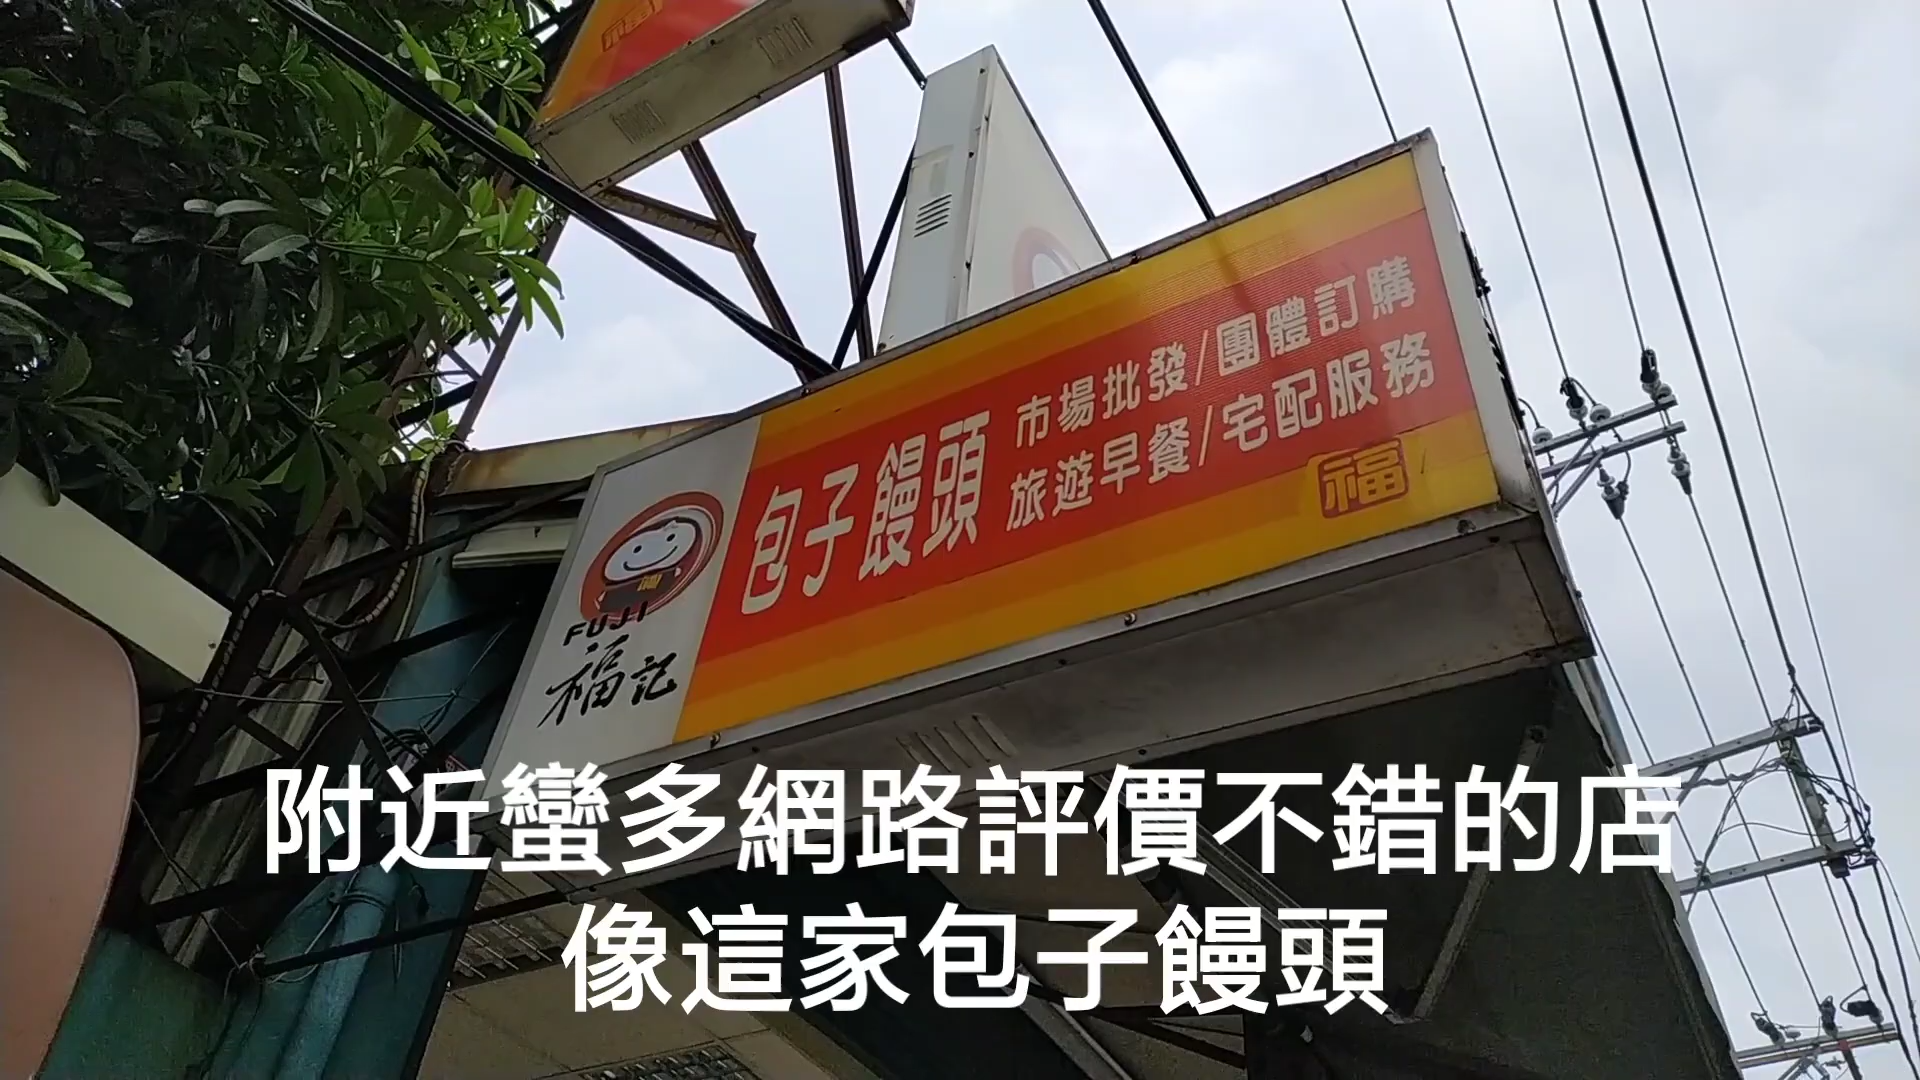 FUJI
福記
包子饅頭
市場批發/團體訂購
旅遊早餐/宅配服務
福
附近蠻多網路評價不錯的店
像這家包子饅頭